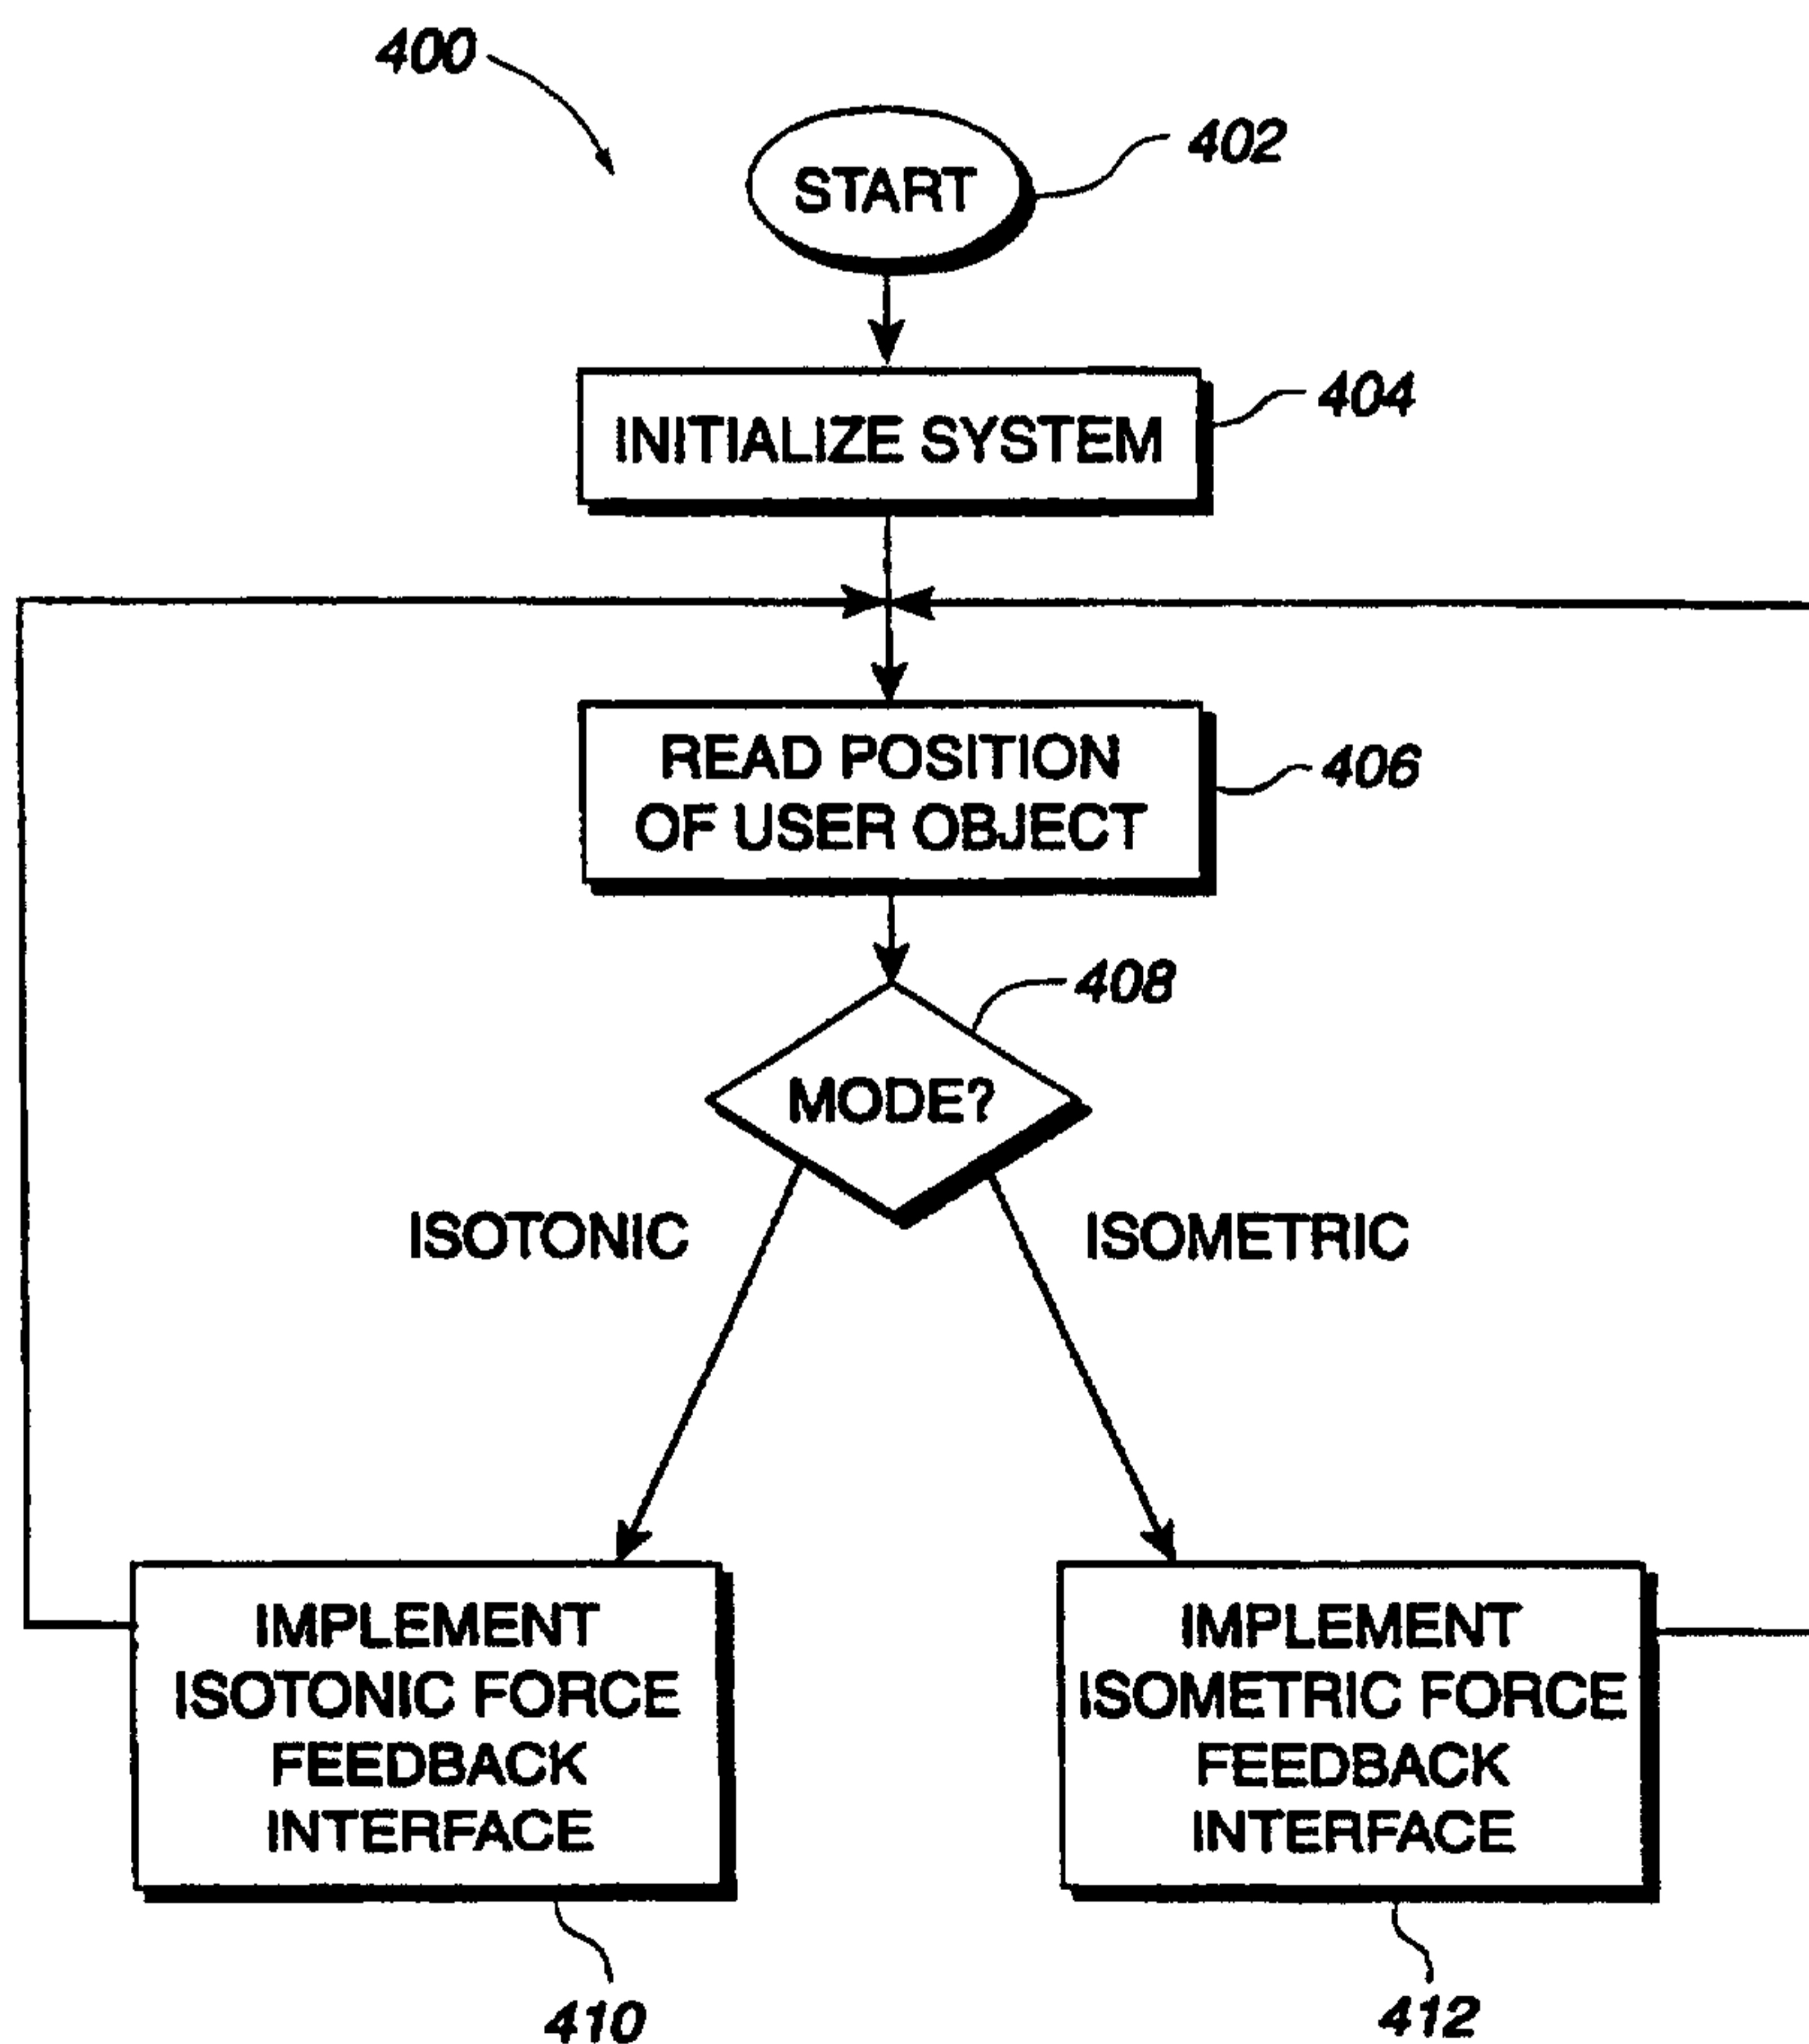 400
START
402
INITIALIZE SYSTEM
404
READ POSITION
OF USER OBJECT
406
MODE?
408
ISOTONIC
ISOMETRIC
IMPLEMENT
ISOTONIC FORCE
FEEDBACK
INTERFACE
410
IMPLEMENT
ISOMETRIC FORCE
FEEDBACK
INTERFACE
412